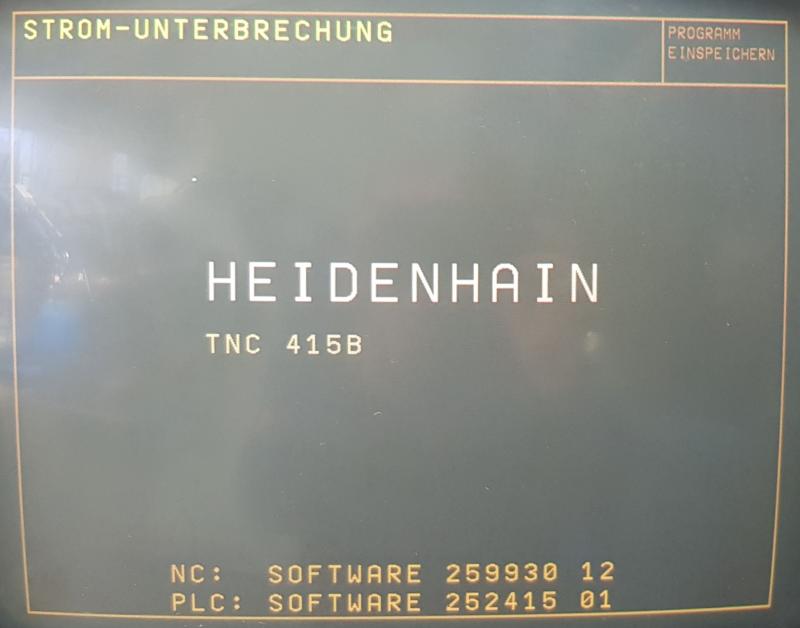 STROM-UNTERBRECHUNG
PROGRAMM
EINSPEICHERN
HEIDENHAIN
TNC 415B
NC: SOFTWARE 259930 12
PLC: SOFTWARE 252415 01